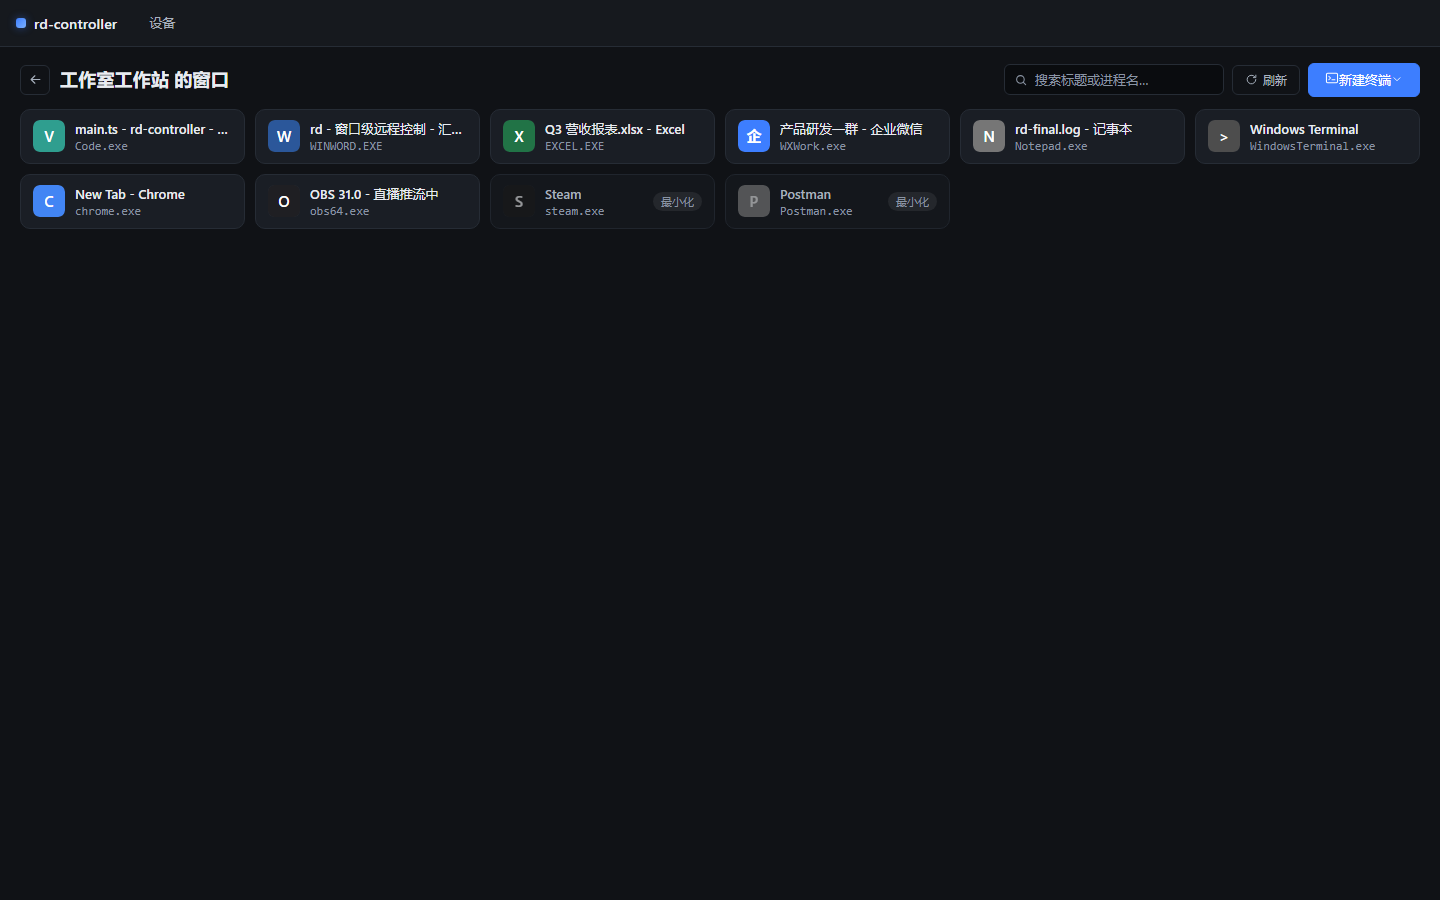 rd-controller
设备
工作室工作站 的窗口
搜索标题或进程名...
刷新
新建终端
V
main.ts - rd-controller - ...
Code.exe
W
rd - 窗口级远程控制 - 汇...
WINWORD.EXE
X
Q3 营收报表.xlsx - Excel
EXCEL.EXE
企
产品研发一群 - 企业微信
WXWork.exe
N
rd-final.log - 记事本
Notepad.exe
>
Windows Terminal
WindowsTerminal.exe
C
New Tab - Chrome
chrome.exe
O
OBS 31.0 - 直播推流中
obs64.exe
S
Steam
steam.exe
最小化
P
Postman
Postman.exe
最小化